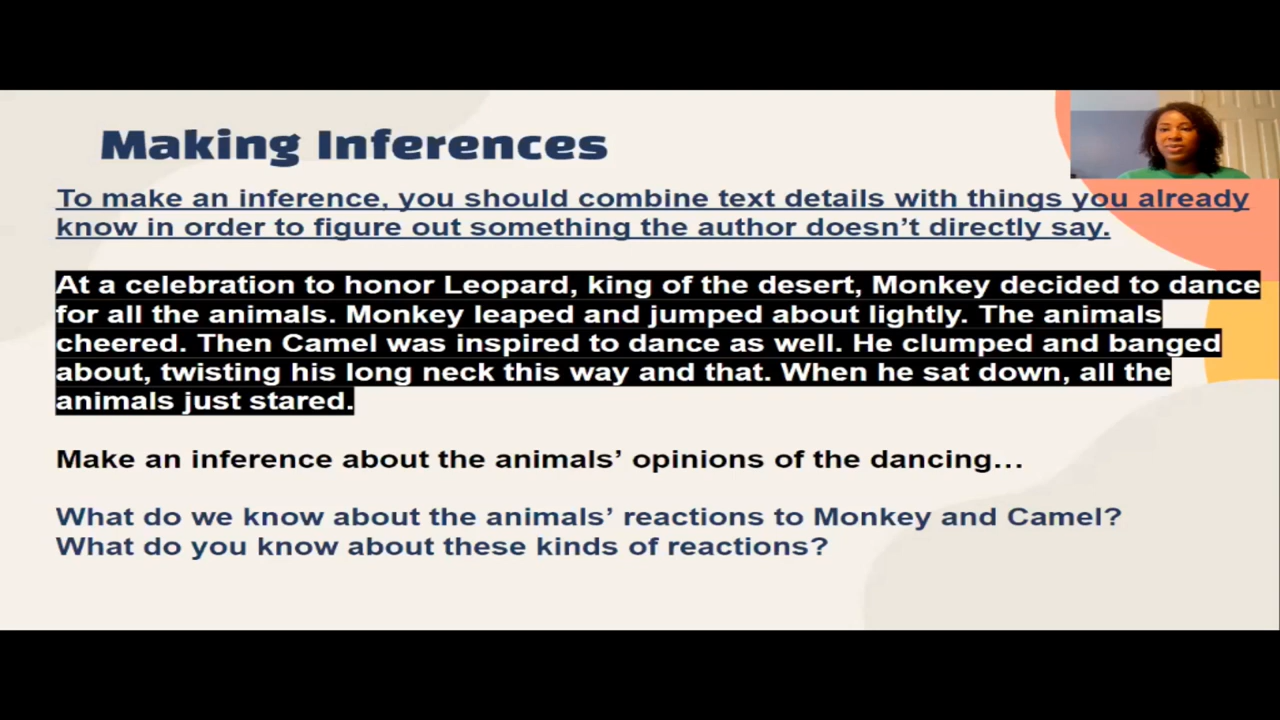 Making Inferences
To make an inference, you should combine text details with things you already
know in order to figure out something the author doesn’t directly say.
At a celebration to honor Leopard, king of the desert, Monkey decided to dance
for all the animals. Monkey leaped and jumped about lightly. The animals
cheered. Then Camel was inspired to dance as well. He clumped and banged
about, twisting his long neck this way and that. When he sat down, all the
animals just stared.
Make an inference about the animals’ opinions of the dancing…
What do we know about the animals’ reactions to Monkey and Camel?
What do you know about these kinds of reactions?